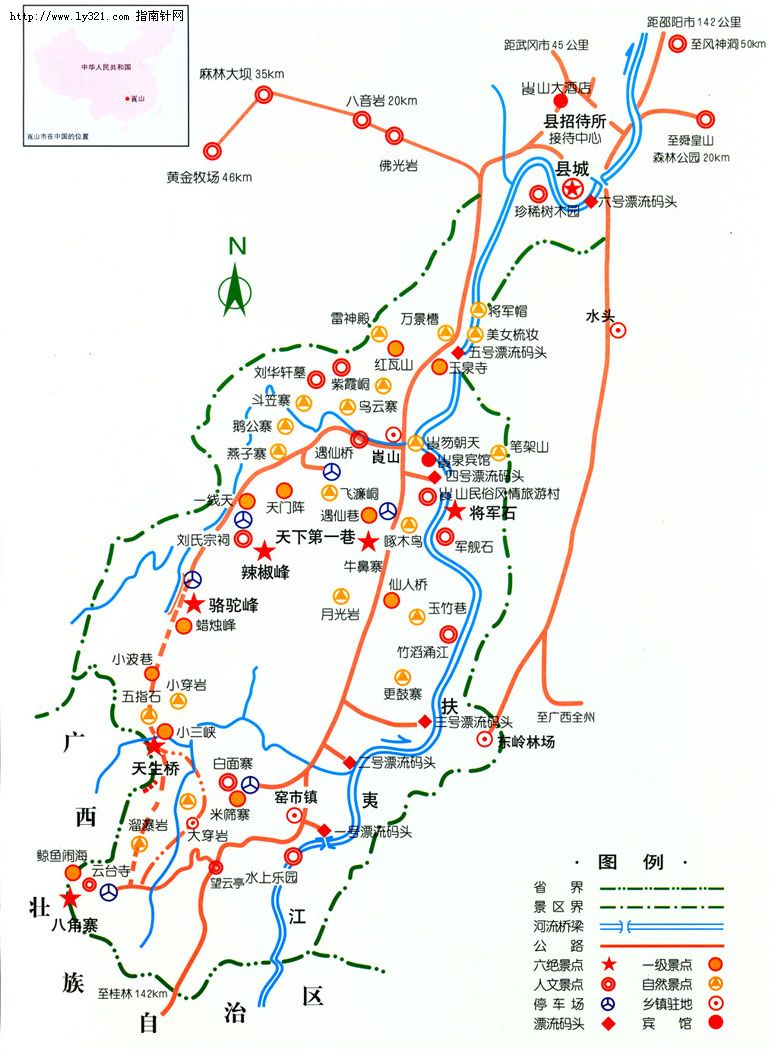 http://www.ly321.com 指南针网
中华人民共和国
崀山
崀山市在中国的位置
距邵阳市142公里
至风神洞50km
距武冈市45公里
麻林大坝 35km
崀山大酒店
八音岩 20km
县招待所
接待中心
佛光岩
至舜皇山
森林公园20km
黄金牧场 46km
县城
珍稀树木园
六号漂流码头
N
将军帽
雷神殿
万景槽
水头
美女梳妆
五号漂流码头
红瓦山
玉泉寺
刘华轩墓
紫霞峒
斗笠寨
乌云寨
鹅公寨
燕子寨
遇仙桥
崀山
崀笏朝天
笔架山
崀泉宾馆
四号漂流码头
一线天
天门阵
飞濂峒
崀山民俗风情旅游村
遇仙巷
将军石
刘氏宗祠
天下第一巷
啄木鸟
军舰石
辣椒峰
牛鼻寨
仙人桥
骆驼峰
月光岩
玉竹巷
蜡烛峰
竹滔涌江
小波巷
小穿岩
更鼓寨
五指石
扶
三号漂流码头
至广西全州
小三峡
东岭林场
广
天生桥
白面寨
二号漂流码头
西
米筛寨
窑市镇
夷
溜瀑岩
大穿岩
一号漂流码头
鲸鱼闹海
云台寺
望云亭
水上乐园
壮
八角寨
江
族
至桂林142km
自
治
区
· 图 例 ·
省 界
景 区 界
河流桥梁
公 路
六绝景点
一级景点
人文景点
自然景点
停 车 场
乡镇驻地
漂流码头
宾 馆